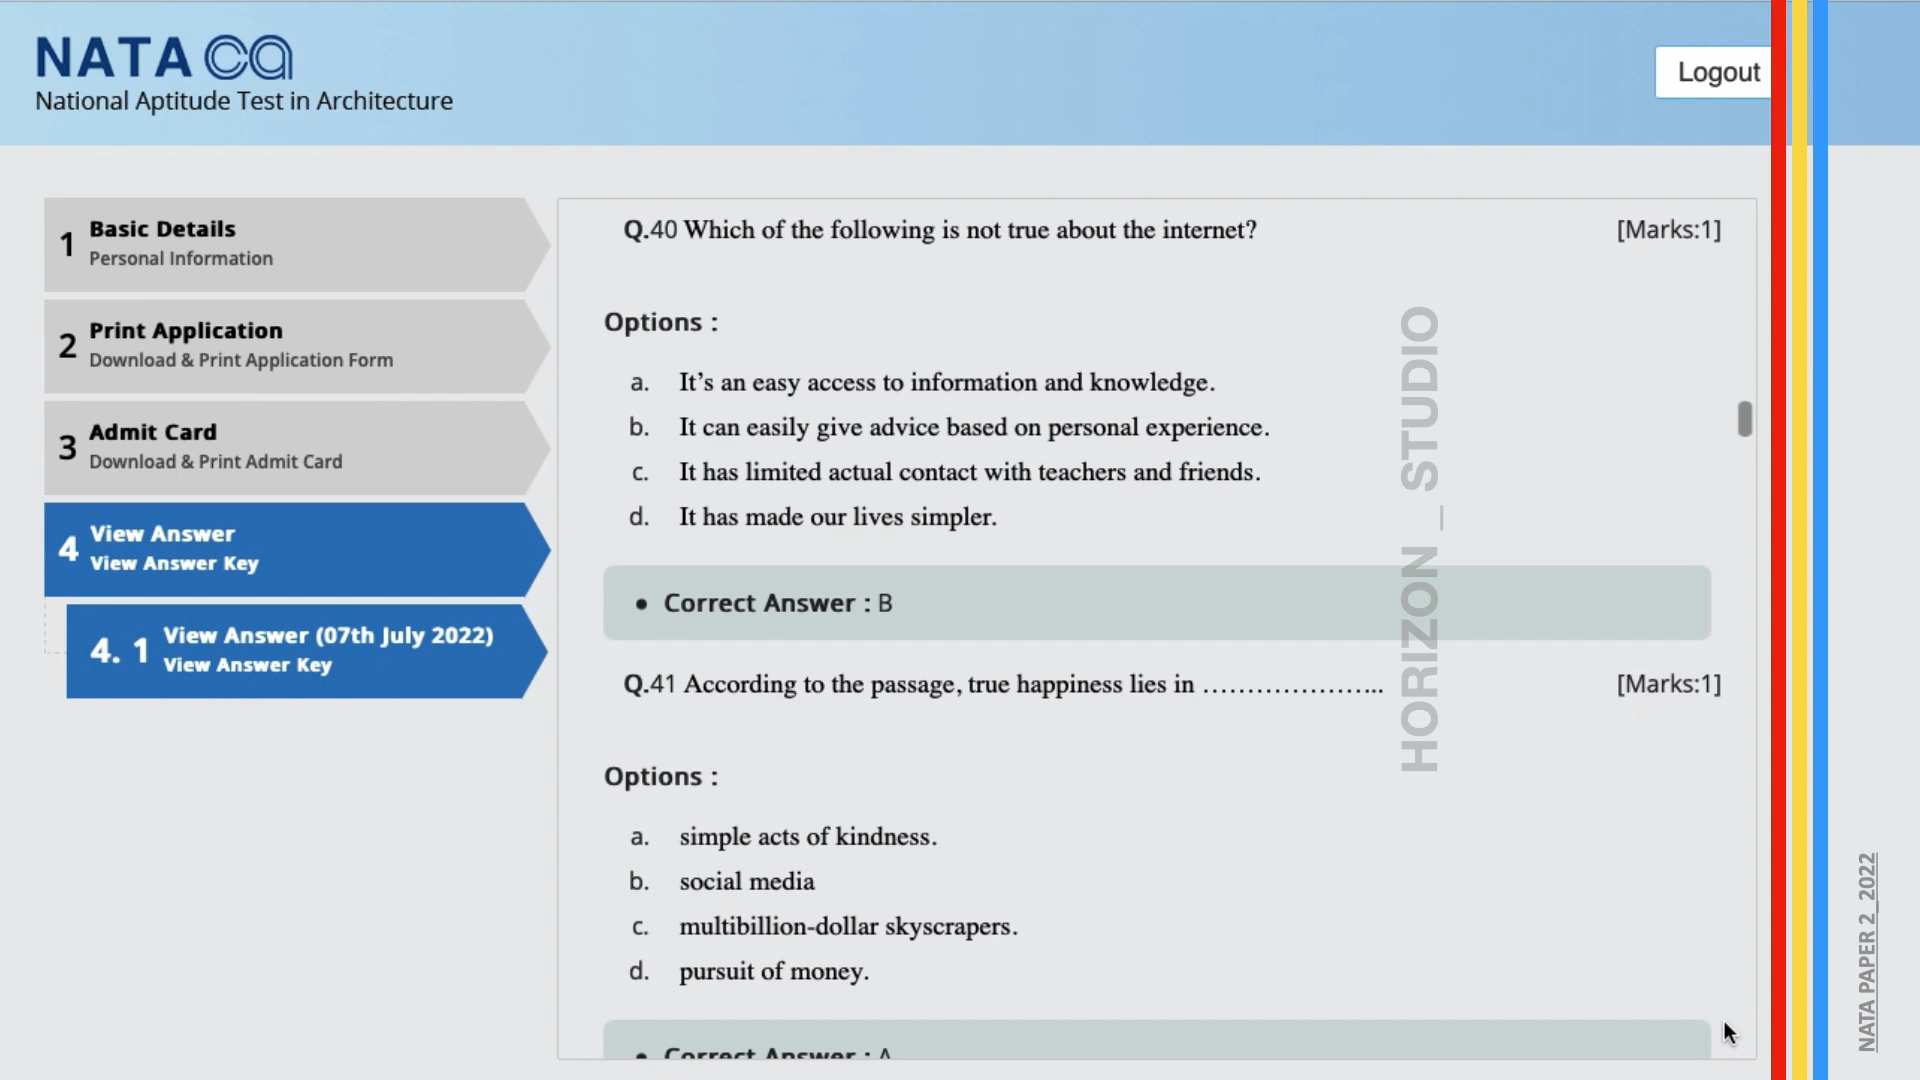 NATA ca
National Aptitude Test in Architecture
Logout
1 Basic Details
Personal Information
2 Print Application
Download & Print Application Form
3 Admit Card
Download & Print Admit Card
4 View Answer
View Answer Key
4. 1 View Answer (07th July 2022)
View Answer Key
Q.40 Which of the following is not true about the internet? [Marks:1]
Options :
a. It's an easy access to information and knowledge.
b. It can easily give advice based on personal experience.
c. It has limited actual contact with teachers and friends.
d. It has made our lives simpler.
• Correct Answer : B
Q.41 According to the passage, true happiness lies in ………………….. [Marks:1]
Options :
a. simple acts of kindness.
b. social media
c. multibillion-dollar skyscrapers.
d. pursuit of money.
• Correct Answer : A
HORIZON _ STUDIO
NATA PAPER 2_2022